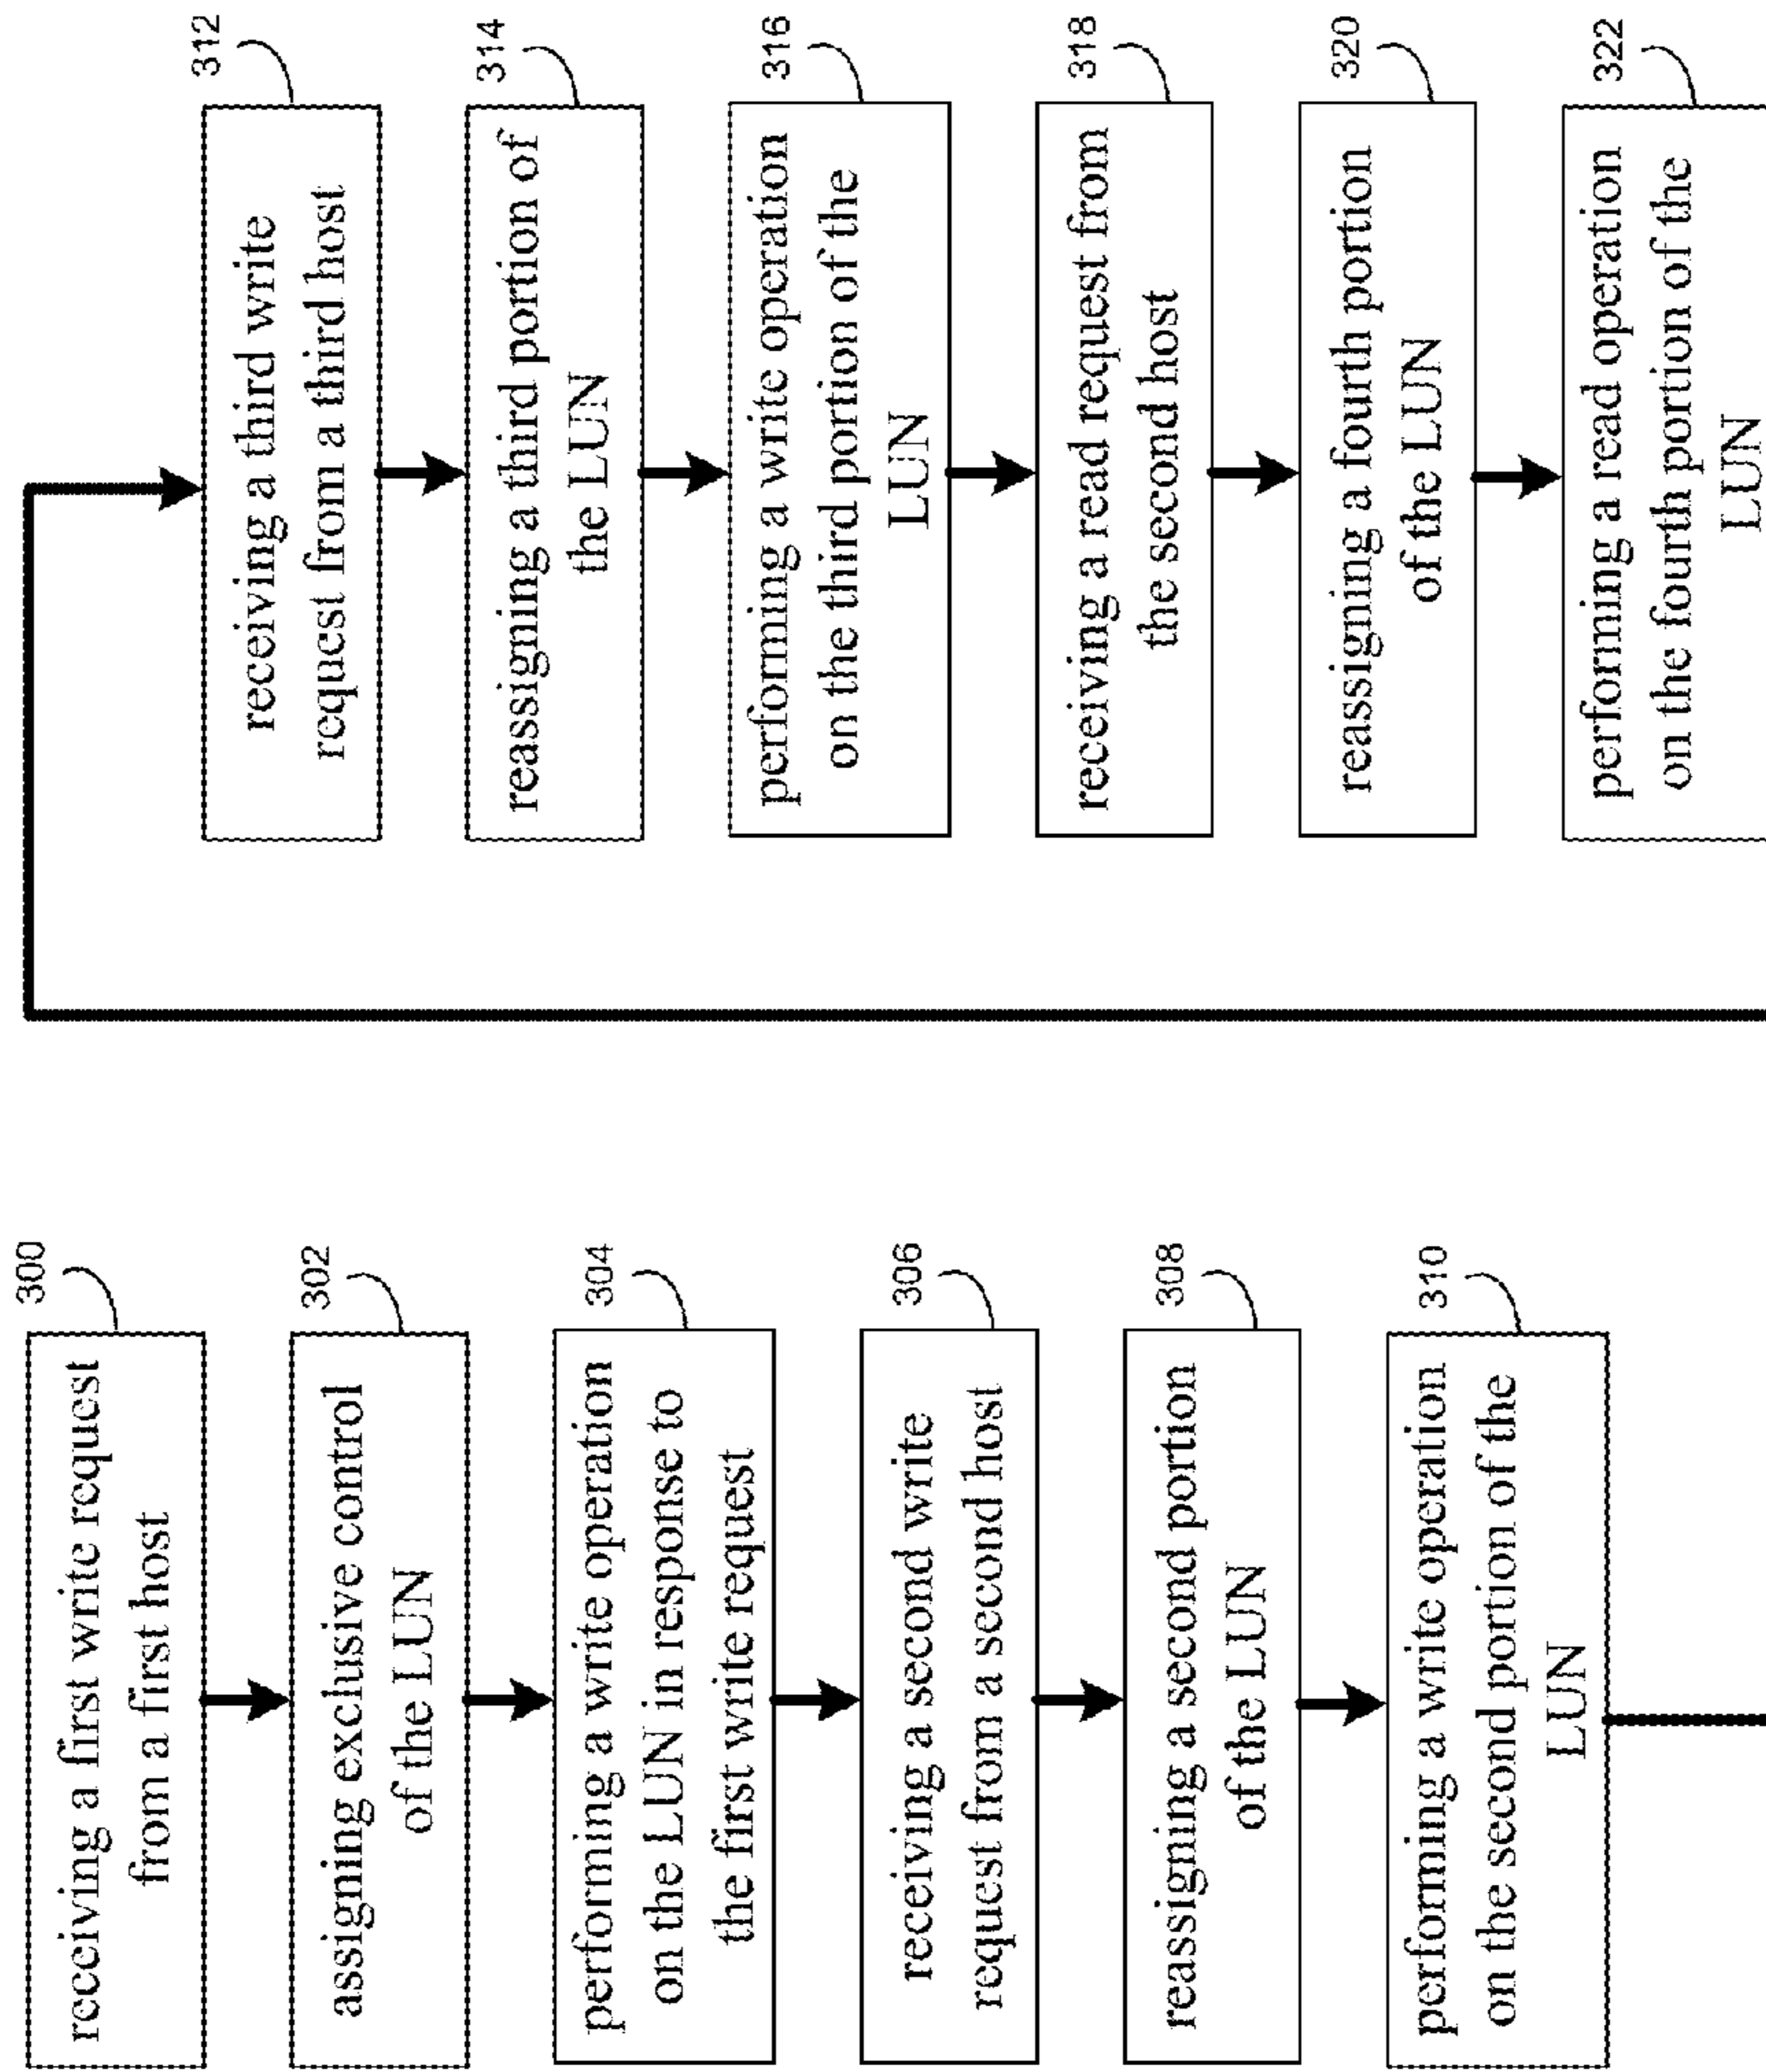 300
receiving a first write request
from a first host
302
assigning exclusive control
of the LUN
304
performing a write operation
on the LUN in response to
the first write request
306
receiving a second write
request from a second host
308
reassigning a second portion
of the LUN
310
performing a write operation
on the second portion of the
LUN
312
receiving a third write
request from a third host
314
reassigning a third portion of
the LUN
316
performing a write operation
on the third portion of the
LUN
318
receiving a read request from
the second host
320
reassigning a fourth portion
of the LUN
322
performing a read operation
on the fourth portion of the
LUN